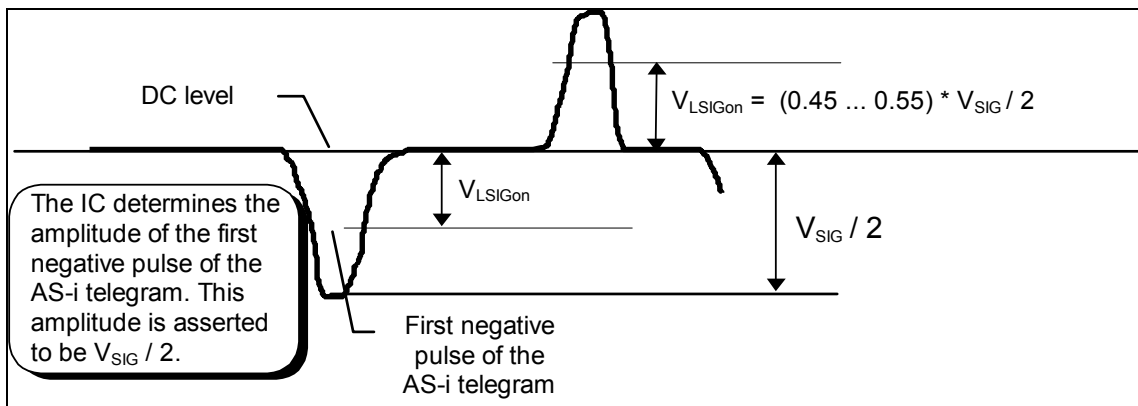 DC level
V_LSIGon = (0.45 ... 0.55) * V_SIG / 2
V_LSIGon
V_SIG / 2
The IC determines the
amplitude of the first
negative pulse of the
AS-i telegram. This
amplitude is asserted
to be V_SIG / 2.
First negative
pulse of the
AS-i telegram